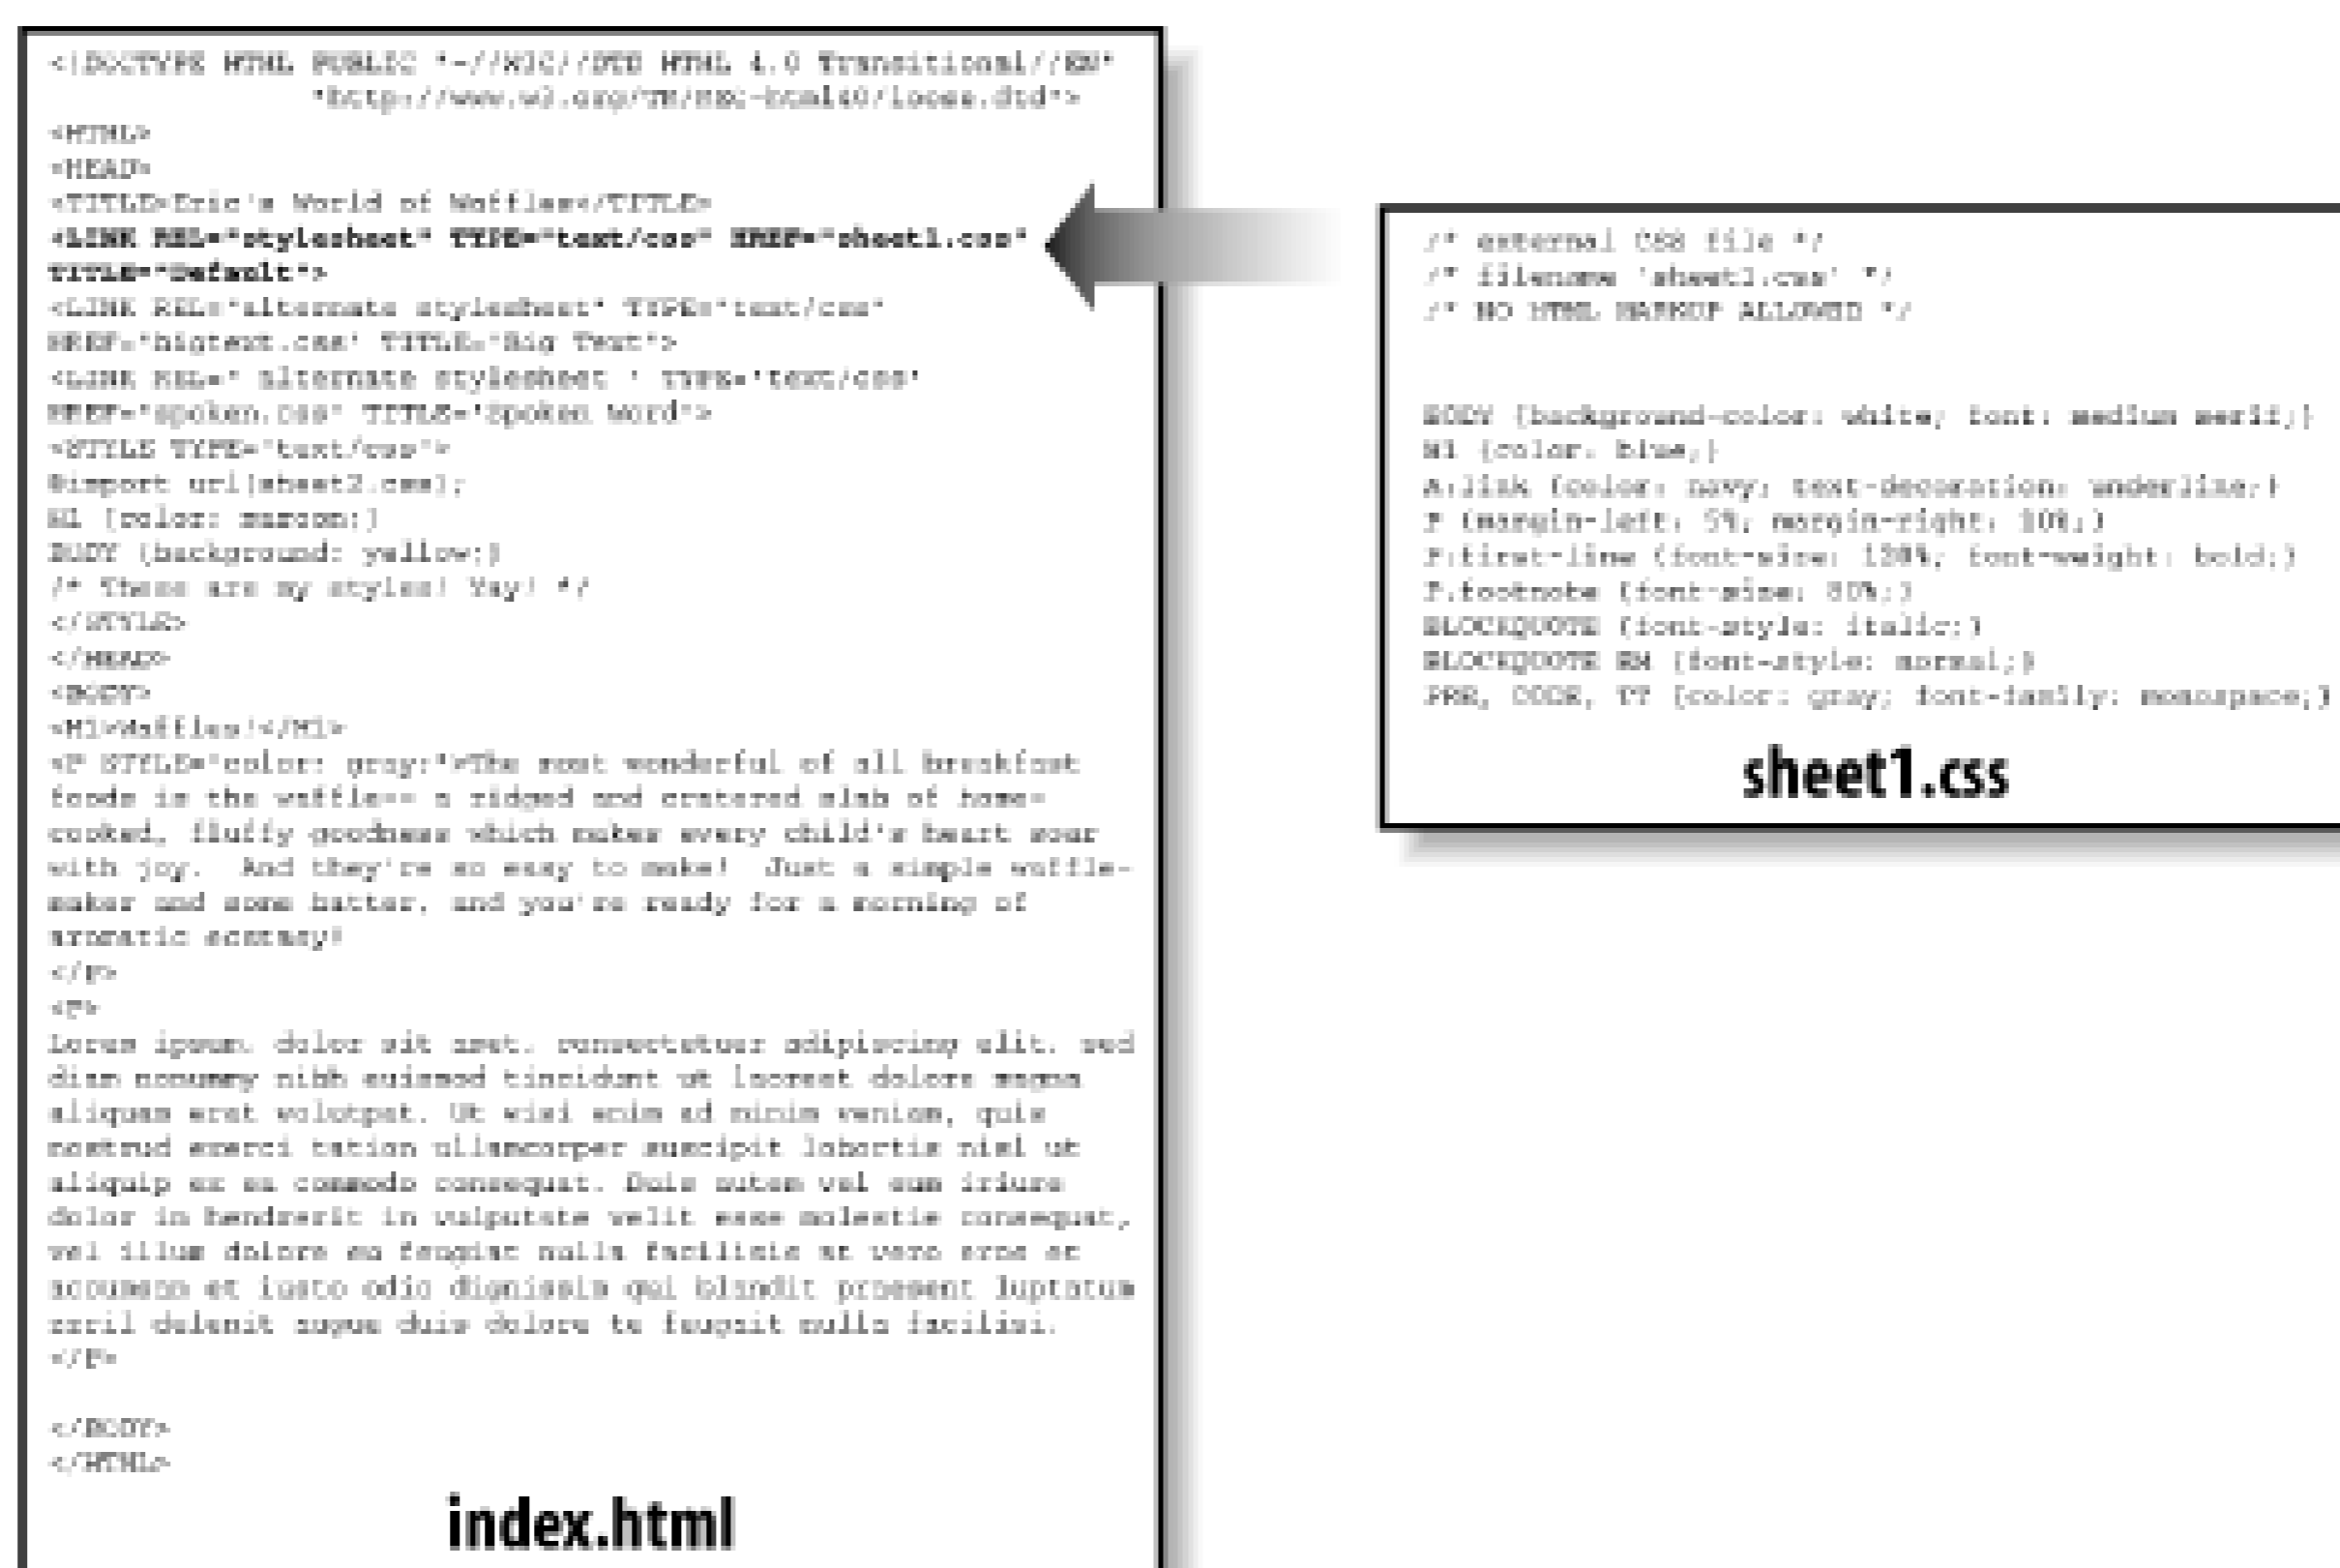 <!DOCTYPE HTML PUBLIC "-//W3C//DTD HTML 4.0 Transitional//EN"
"http://www.w3.org/TR/REC-html40/loose.dtd">
<HTML>
<HEAD>
<TITLE>Eric's World of Waffles</TITLE>
<LINK REL="stylesheet" TYPE="text/css" HREF="sheet1.css"
TITLE="Default">
<LINK REL="alternate stylesheet" TYPE="text/css"
HREF="bigtext.css" TITLE="Big Text">
<LINK REL=" alternate stylesheet " TYPE="text/css"
HREF="spoken.css" TITLE="Spoken Word">
<STYLE TYPE="text/css">
@import url(sheet2.css);
H1 {color: maroon;}
BODY {background: yellow;}
/* These are my styles! Yay! */
</STYLE>
</HEAD>
<BODY>
<H1>Waffles!</H1>
<P STYLE="color: gray;">The most wonderful of all breakfast
foods is the waffle-- a ridged and cratered slab of home-
cooked, fluffy goodness which makes every child's heart soar
with joy.  And they're so easy to make!  Just a simple waffle-
maker and some batter, and you're ready for a morning of
aromatic ecstasy!
</P>
<P>
Lorem ipsum, dolor sit amet, consectetuer adipiscing elit, sed
diam nonummy nibh euismod tincidunt ut laoreet dolore magna
aliquam erat volutpat. Ut wisi enim ad minim veniam, quis
nostrud exerci tation ullamcorper suscipit lobortis nisl ut
aliquip ex ea commodo consequat. Duis autem vel eum iriure
dolor in hendrerit in vulputate velit esse molestie consequat,
vel illum dolore eu feugiat nulla facilisis at vero eros et
accumsan et iusto odio dignissim qui blandit praesent luptatum
zzril delenit augue duis dolore te feugait nulla facilisi.
</P>
</BODY>
</HTML>
index.html
/* external CSS file */
/* filename 'sheet1.css' */
/* NO HTML MARKUP ALLOWED */
BODY {background-color: white; font: medium serif;}
H1 {color: blue;}
A:link {color: navy; text-decoration: underline;}
P {margin-left: 5%; margin-right: 10%;}
P:first-line {font-size: 120%; font-weight: bold;}
P.footnote {font-size: 80%;}
BLOCKQUOTE {font-style: italic;}
BLOCKQUOTE EM {font-style: normal;}
PRE, CODE, TT {color: gray; font-family: monospace;}
sheet1.css